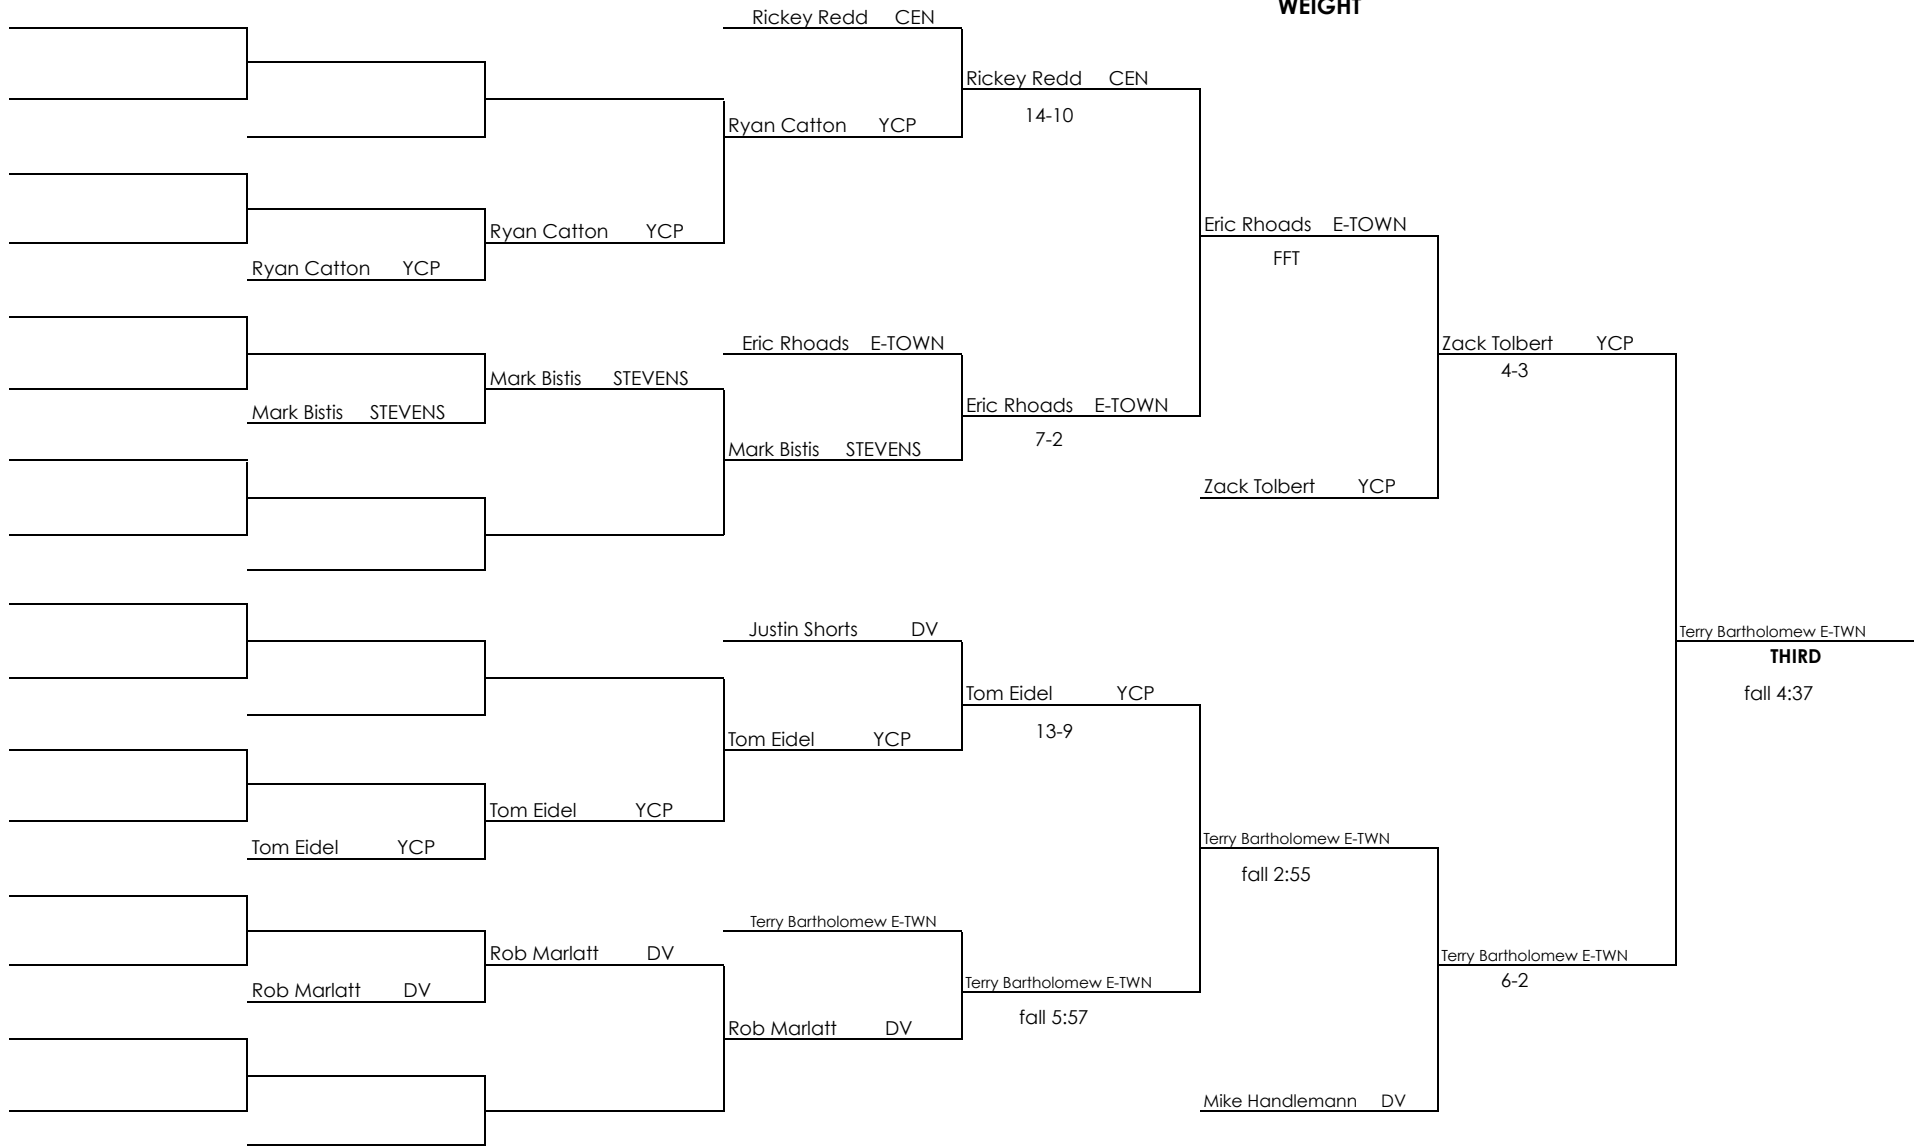 WEIGHT
Rickey Redd CEN
Rickey Redd CEN
14-10
Ryan Catton YCP
Ryan Catton YCP
Ryan Catton YCP
Eric Rhoads E-TOWN
FFT
Eric Rhoads E-TOWN
Zack Tolbert YCP
4-3
Mark Bistis STEVENS
Mark Bistis STEVENS
Eric Rhoads E-TOWN
7-2
Mark Bistis STEVENS
Zack Tolbert YCP
Justin Shorts DV
Terry Bartholomew E-TWN
THIRD
fall 4:37
Tom Eidel YCP
13-9
Tom Eidel YCP
Tom Eidel YCP
Tom Eidel YCP
Terry Bartholomew E-TWN
fall 2:55
Terry Bartholomew E-TWN
Rob Marlatt DV
Rob Marlatt DV
Terry Bartholomew E-TWN
6-2
Terry Bartholomew E-TWN
fall 5:57
Rob Marlatt DV
Mike Handlemann DV